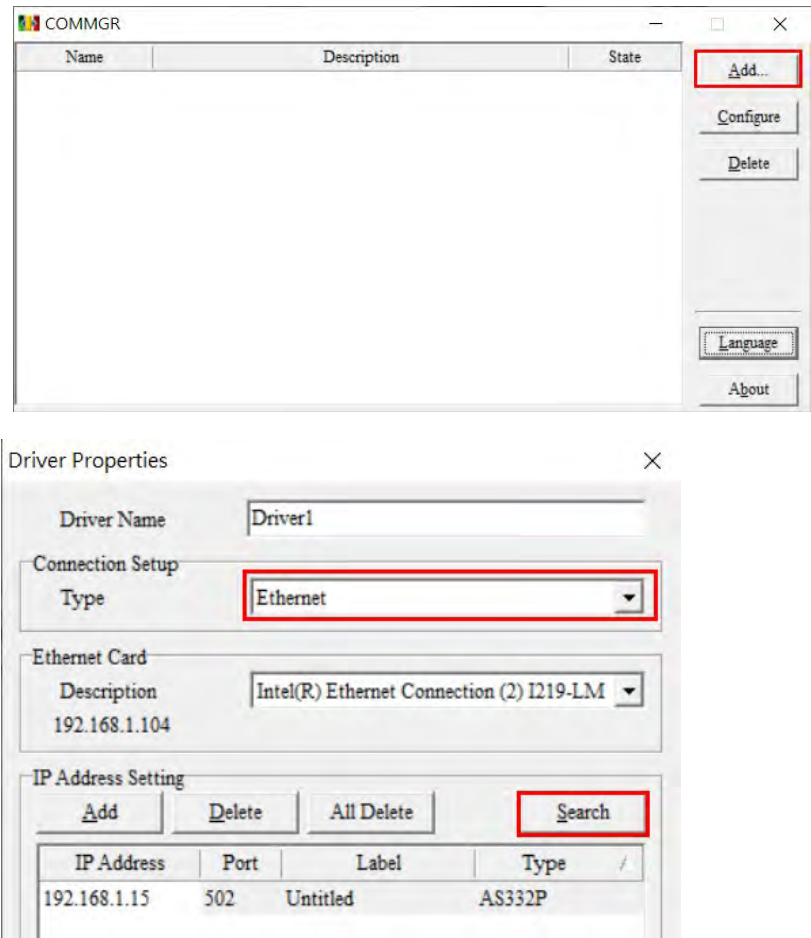 COMMGR
Name Description State
Add...
Configure
Delete
Language
About
Driver Properties
Driver Name Driver1
Connection Setup
Type Ethernet
Ethernet Card
Description Intel(R) Ethernet Connection (2) I219-LM
192.168.1.104
IP Address Setting
Add Delete All Delete Search
IP Address Port Label Type
192.168.1.15 502 Untitled AS332P